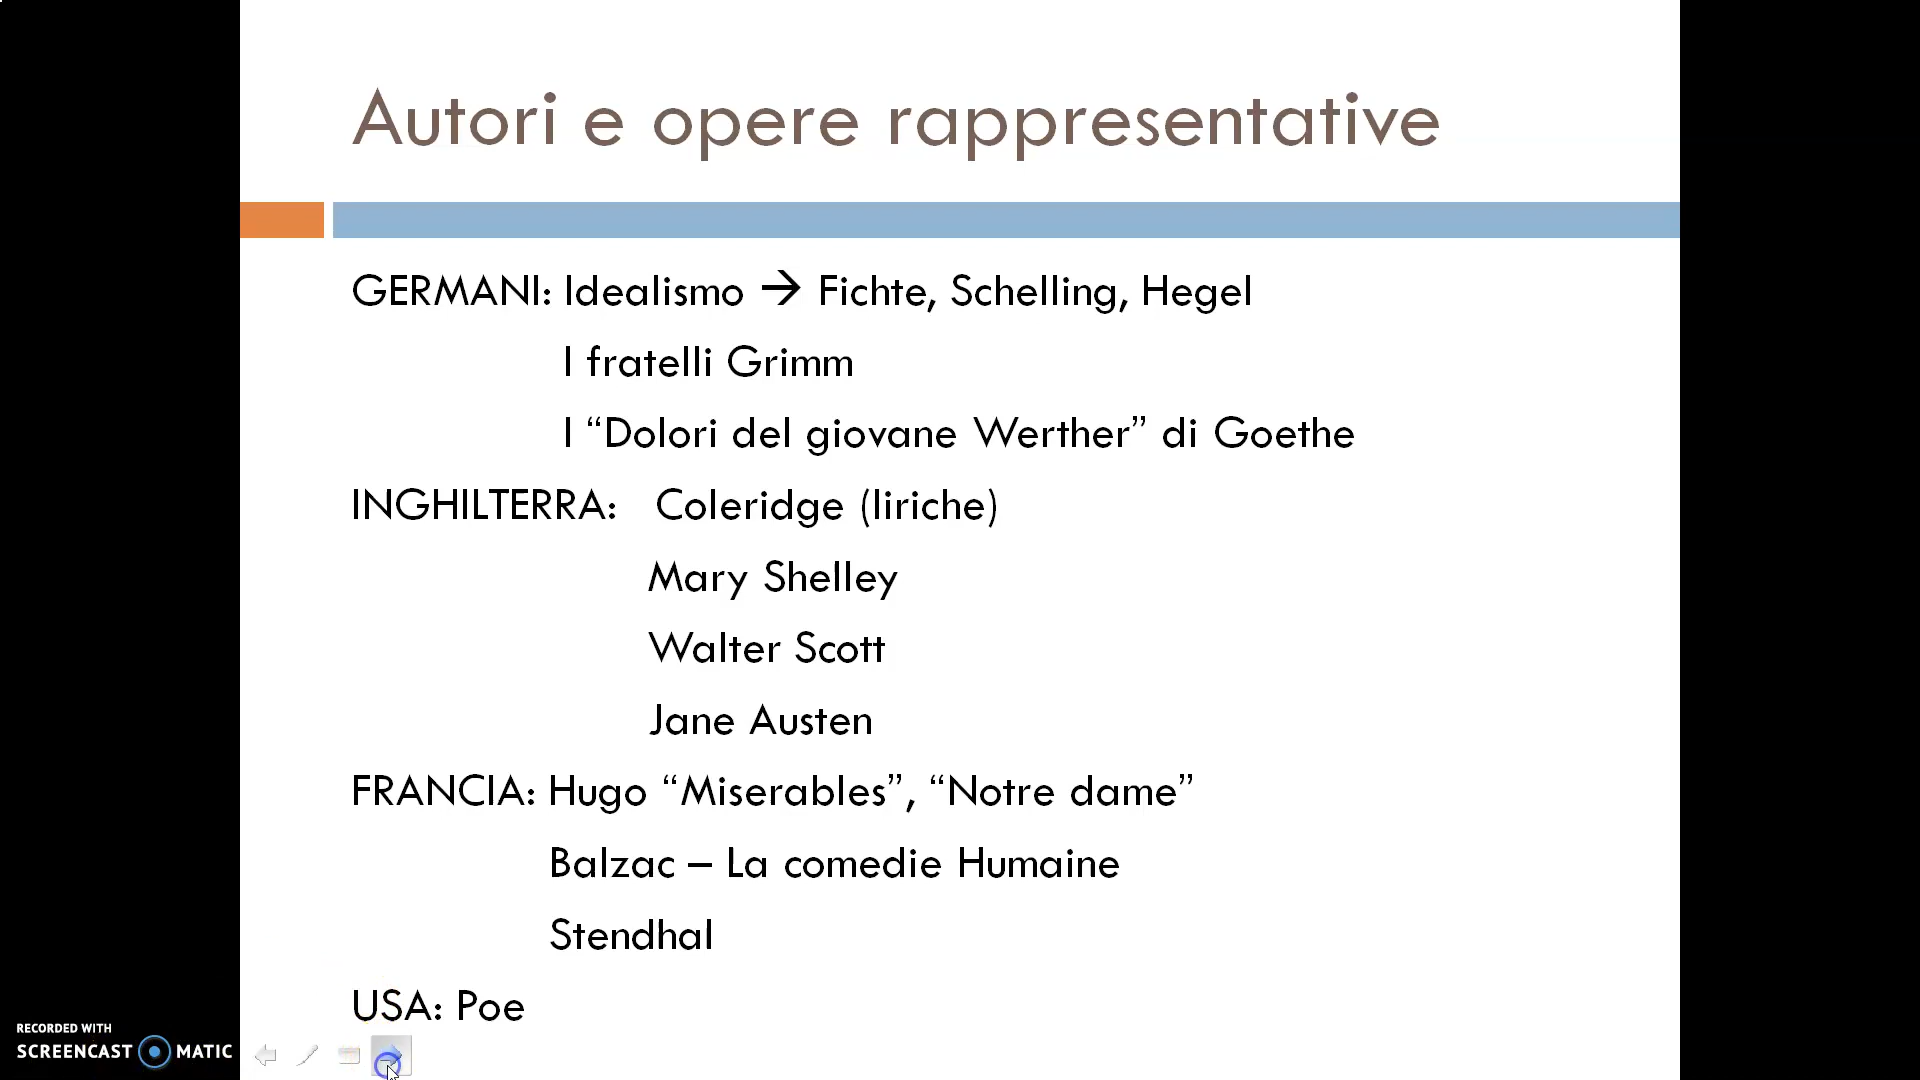 Autori e opere rappresentative
GERMANI: Idealismo → Fichte, Schelling, Hegel
I fratelli Grimm
I “Dolori del giovane Werther” di Goethe
INGHILTERRA: Coleridge (liriche)
Mary Shelley
Walter Scott
Jane Austen
FRANCIA: Hugo “Miserables”, “Notre dame”
Balzac – La comedie Humaine
Stendhal
USA: Poe
RECORDED WITH
SCREENCAST MATIC